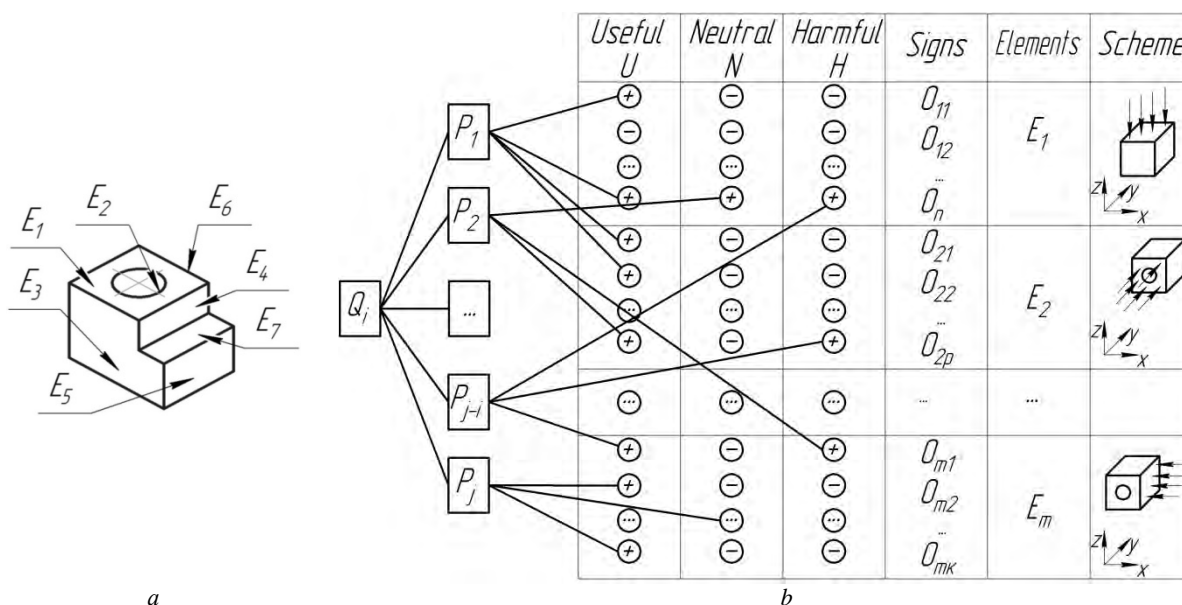 Useful U
Neutral N
Harmful H
Signs
Elements
Scheme
E1
E2
E6
E3
E4
E7
E5
Qi
P1
P2
...
Pj-i
Pj
+ − − O11
− − − O12
... ... ... ...
+ + + On
E1
z y x
+ − − O21
+ − − O22
... ... ... ...
+ − + O2p
E2
z y x
... ... ... ... ...
+ − + Om1
+ − − Om2
... ... ... ...
+ − − Omк
Em
z y x
a
b